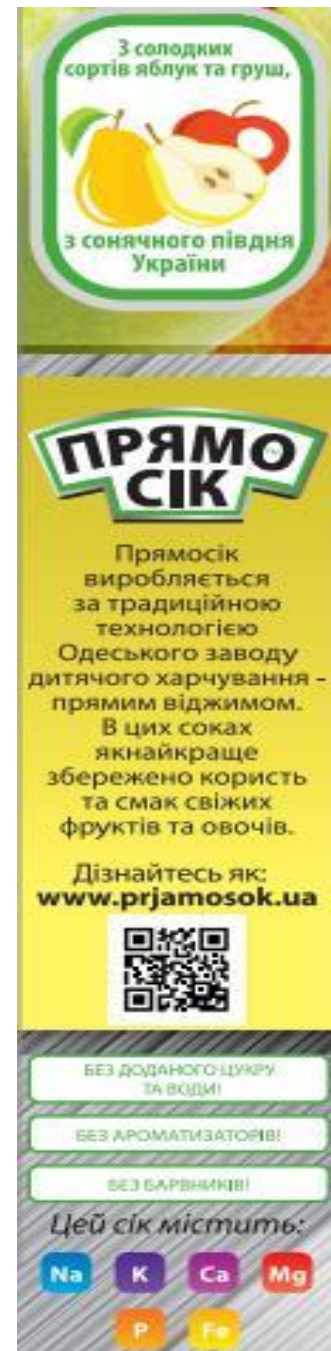 З солодких
сортів яблук та груш,
з сонячного півдня
України
ПРЯМО
СІК
Прямосік
виробляється
за традиційною
технологією
Одеського заводу
дитячого харчування -
прямим віджимом.
В цих соках
якнайкраще
збережено користь
та смак свіжих
фруктів та овочів.
Дізнайтесь як:
www.prjamosok.ua
БЕЗ ДОДАНОГО ЦУКРУ
ТА ВОДИ!
БЕЗ АРОМАТИЗАТОРІВ!
БЕЗ БАРВНИКІВ!
Цей сік містить:
Na K Ca Mg
P Fe